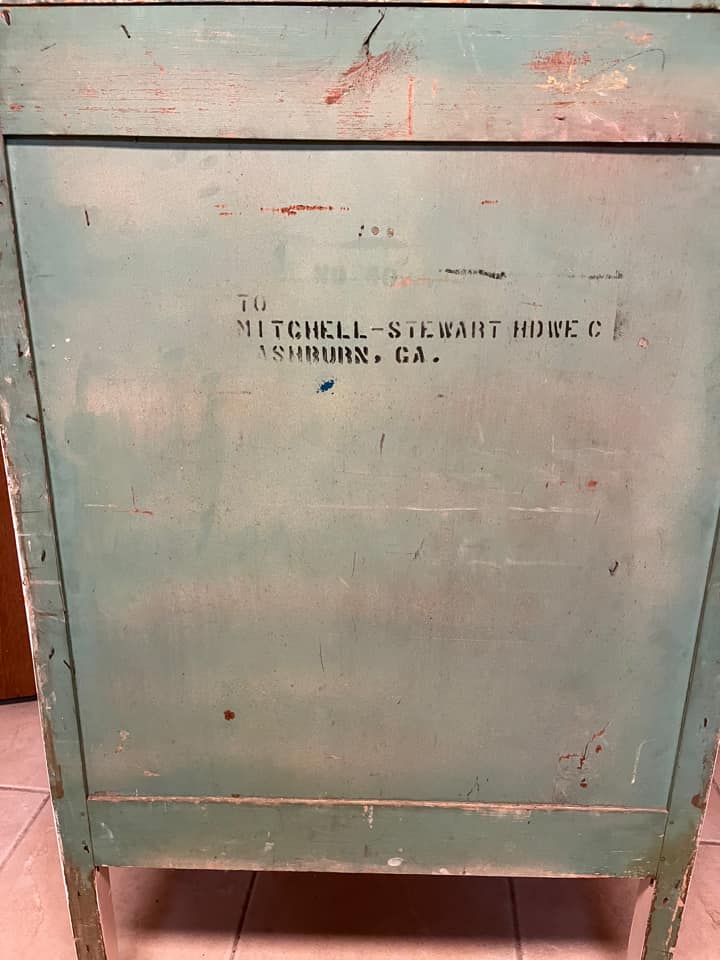 TO
MITCHELL-STEWART HDWE C
ASHBURN, GA.